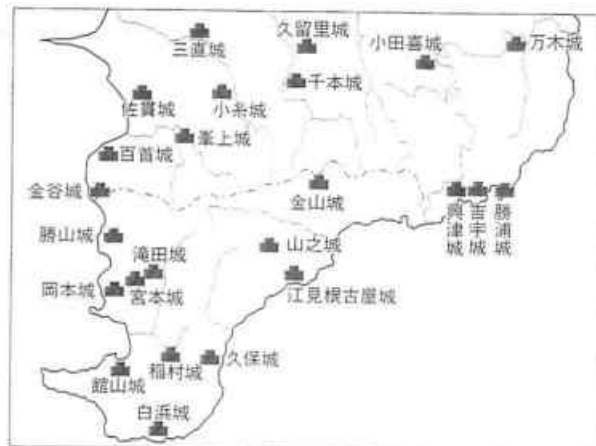 三直城
久留里城
小田喜城
万木城
佐貫城
小糸城
千本城
峯上城
百首城
金谷城
金山城
興津城
吉宇城
勝浦城
勝山城
滝田城
山之城
岡本城
宮本城
江見根古屋城
稲村城
久保城
館山城
白浜城